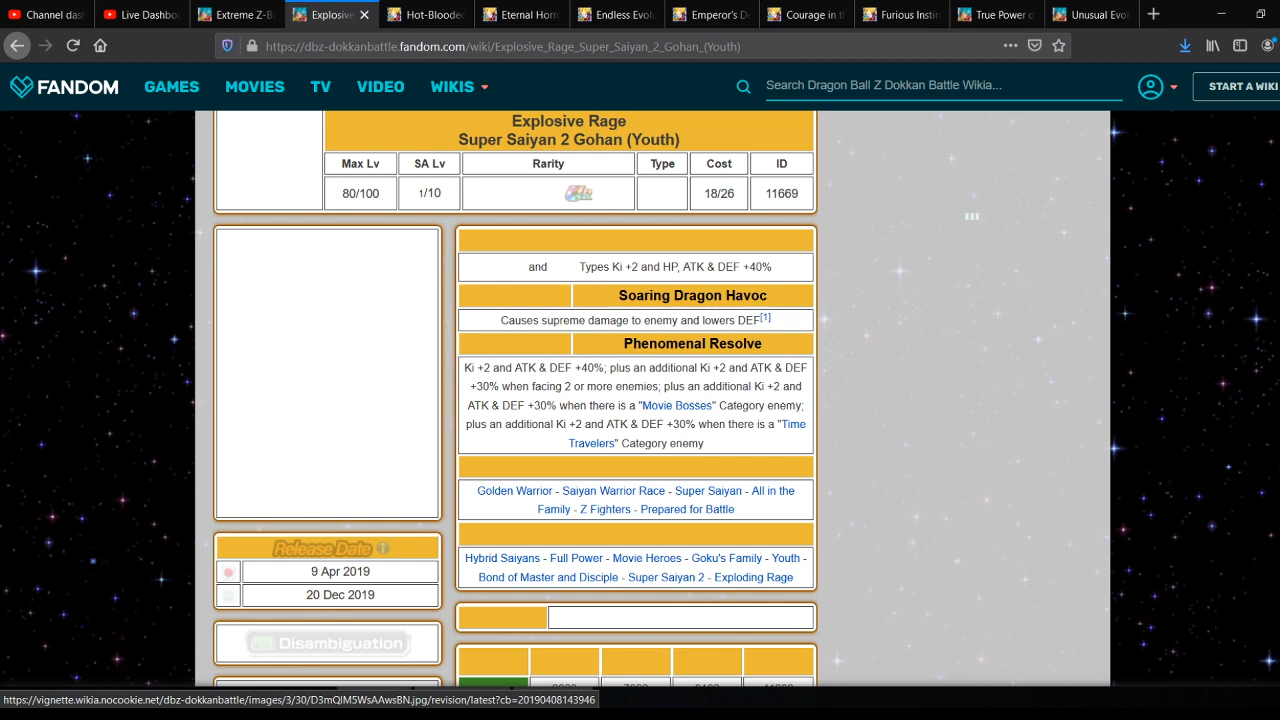 Channel das
Live Dashboa
Extreme Z-B
Explosive
Hot-Blooded
Eternal Horr
Endless Evol
Emperor's De
Courage in th
Furious Instin
True Power o
Unusual Evol
https://dbz-dokkanbattle.fandom.com/wiki/Explosive_Rage_Super_Saiyan_2_Gohan_(Youth)
FANDOM
GAMES
MOVIES
TV
VIDEO
WIKIS
Search Dragon Ball Z Dokkan Battle Wikia...
START A WIKI
Explosive Rage
Super Saiyan 2 Gohan (Youth)
Max Lv SA Lv Rarity Type Cost ID
80/100 1/10 18/26 11669
and Types Ki +2 and HP, ATK & DEF +40%
Soaring Dragon Havoc
Causes supreme damage to enemy and lowers DEF[1]
Phenomenal Resolve
Ki +2 and ATK & DEF +40%; plus an additional Ki +2 and ATK & DEF
+30% when facing 2 or more enemies; plus an additional Ki +2 and
ATK & DEF +30% when there is a "Movie Bosses" Category enemy;
plus an additional Ki +2 and ATK & DEF +30% when there is a "Time
Travelers" Category enemy
Golden Warrior - Saiyan Warrior Race - Super Saiyan - All in the
Family - Z Fighters - Prepared for Battle
Hybrid Saiyans - Full Power - Movie Heroes - Goku's Family - Youth -
Bond of Master and Disciple - Super Saiyan 2 - Exploding Rage
Release Date
9 Apr 2019
20 Dec 2019
Disambiguation
https://vignette.wikia.nocookie.net/dbz-dokkanbattle/images/3/30/D3mQlM5WsAAwsBN.jpg/revision/latest?cb=20190408143946